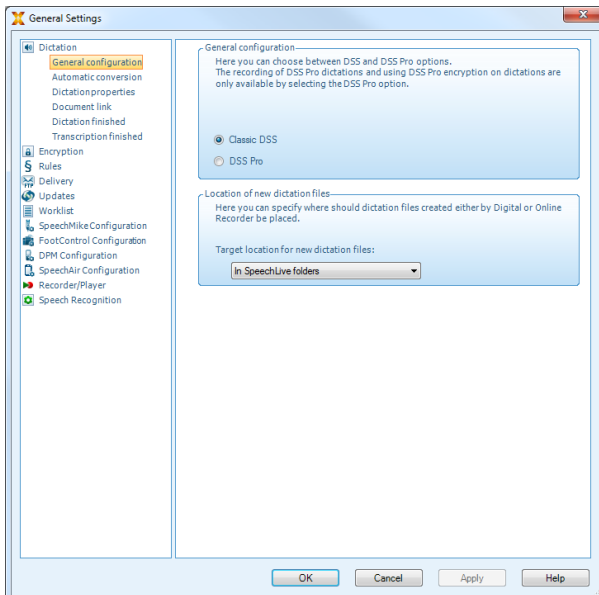 General Settings
Dictation
General configuration
Automatic conversion
Dictation properties
Document link
Dictation finished
Transcription finished
Encryption
Rules
Delivery
Updates
Worklist
SpeechMike Configuration
FootControl Configuration
DPM Configuration
SpeechAir Configuration
Recorder/Player
Speech Recognition
General configuration
Here you can choose between DSS and DSS Pro options.
The recording of DSS Pro dictations and using DSS Pro encryption on dictations are
only available by selecting the DSS Pro option.
Classic DSS
DSS Pro
Location of new dictation files
Here you can specify where should dictation files created either by Digital or Online
Recorder be placed.
Target location for new dictation files:
In SpeechLive folders
OK
Cancel
Apply
Help